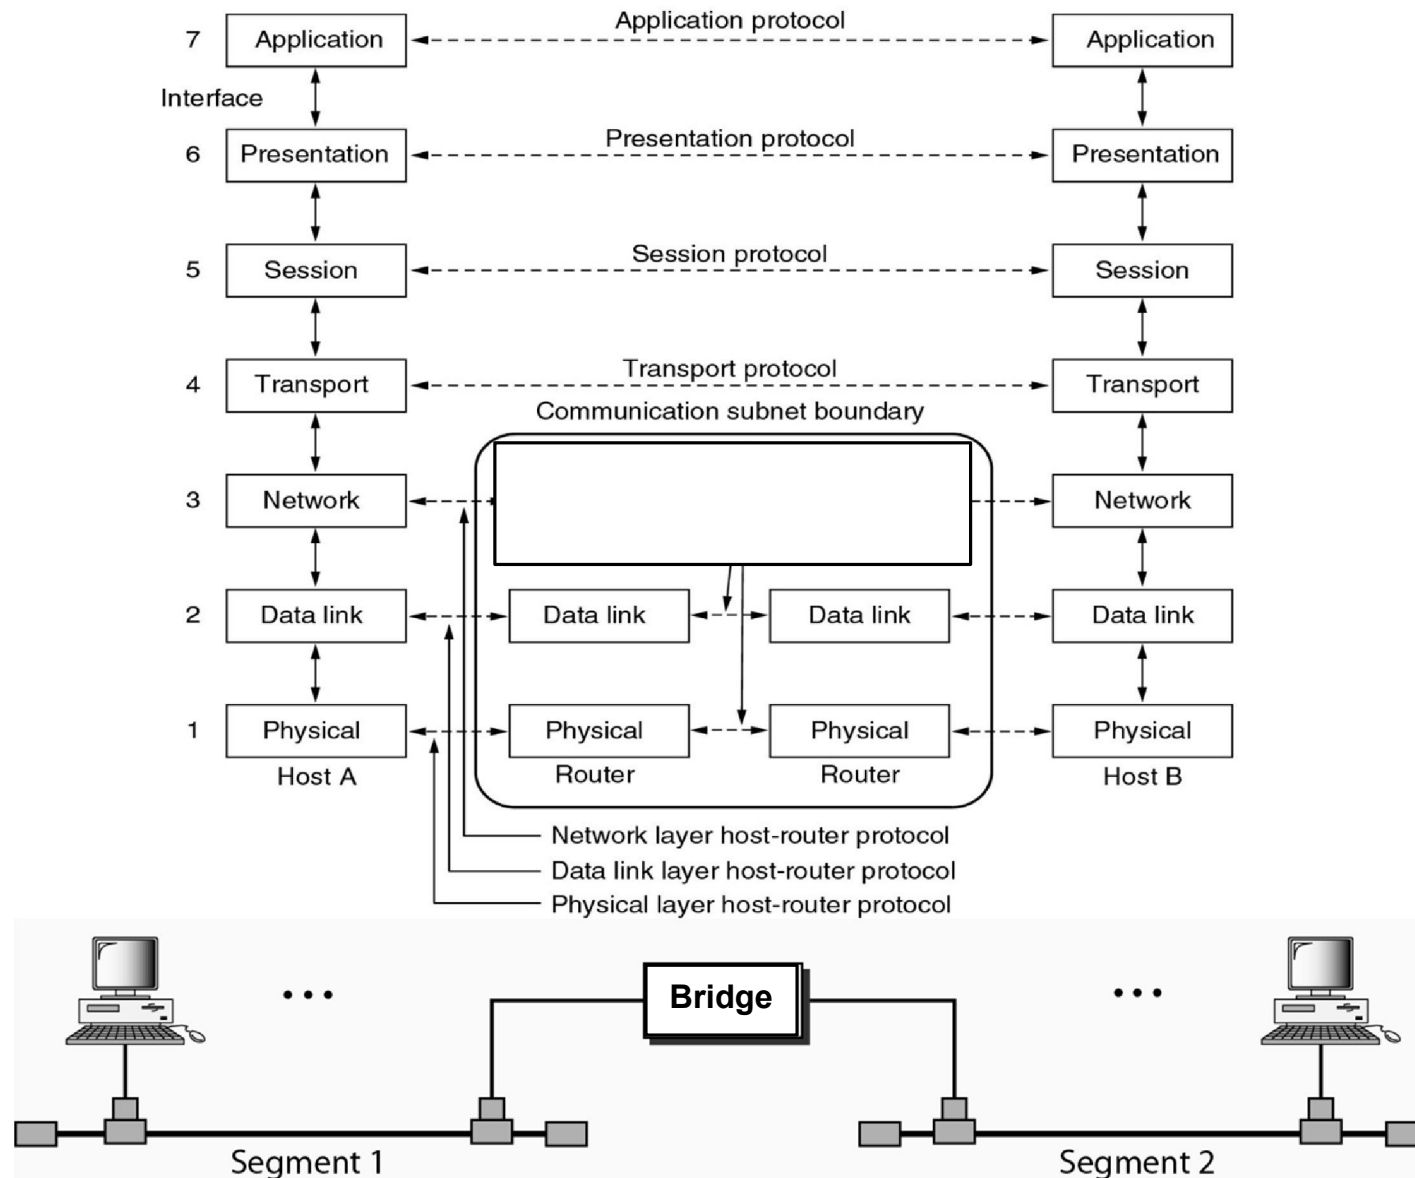 Application protocol
7 Application Application
Interface
Presentation protocol
6 Presentation Presentation
Session protocol
5 Session Session
Transport protocol
4 Transport Transport
Communication subnet boundary
3 Network Network
2 Data link Data link Data link Data link
1 Physical Physical Physical Physical
Host A Router Router Host B
Network layer host-router protocol
Data link layer host-router protocol
Physical layer host-router protocol
Bridge
Segment 1 Segment 2